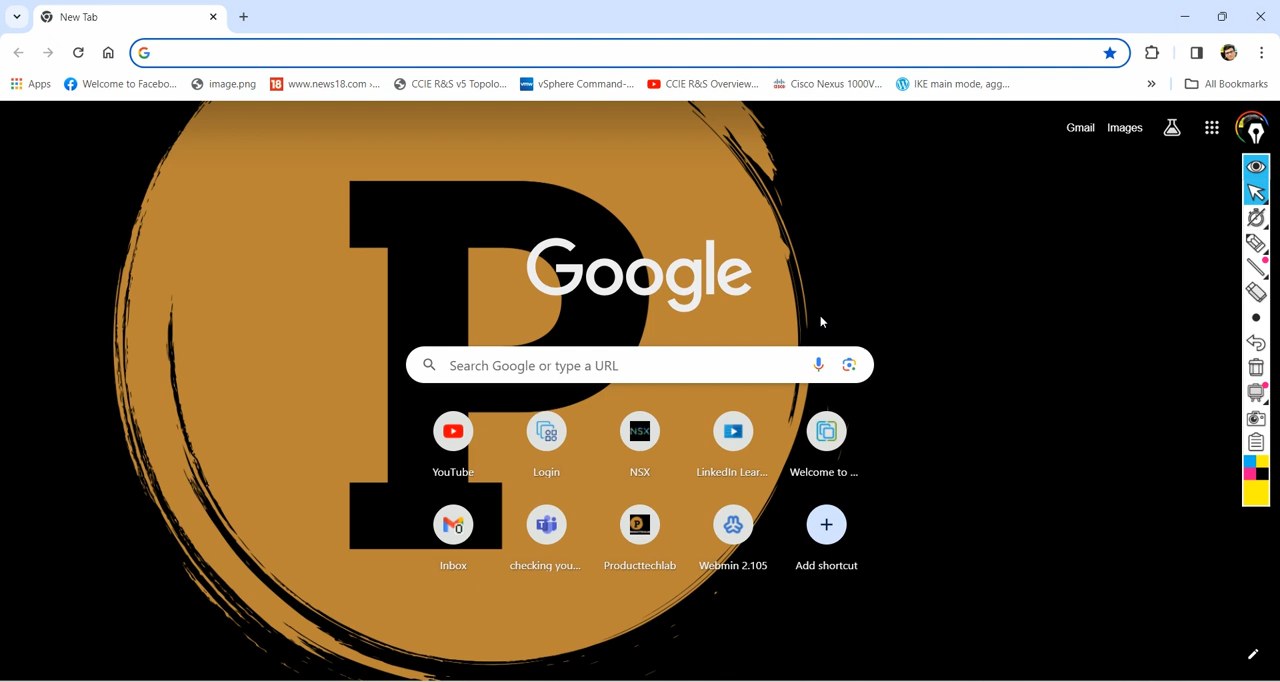 New Tab
Apps Welcome to Facebo... image.png www.news18.com ›... CCIE R&S v5 Topolo... vSphere Command-... CCIE R&S Overview... Cisco Nexus 1000V... IKE main mode, agg... » All Bookmarks
Gmail Images
P
Google
Search Google or type a URL
NSX
YouTube Login NSX LinkedIn Lear... Welcome to ...
Inbox checking you... Producttechlab Webmin 2.105 Add shortcut